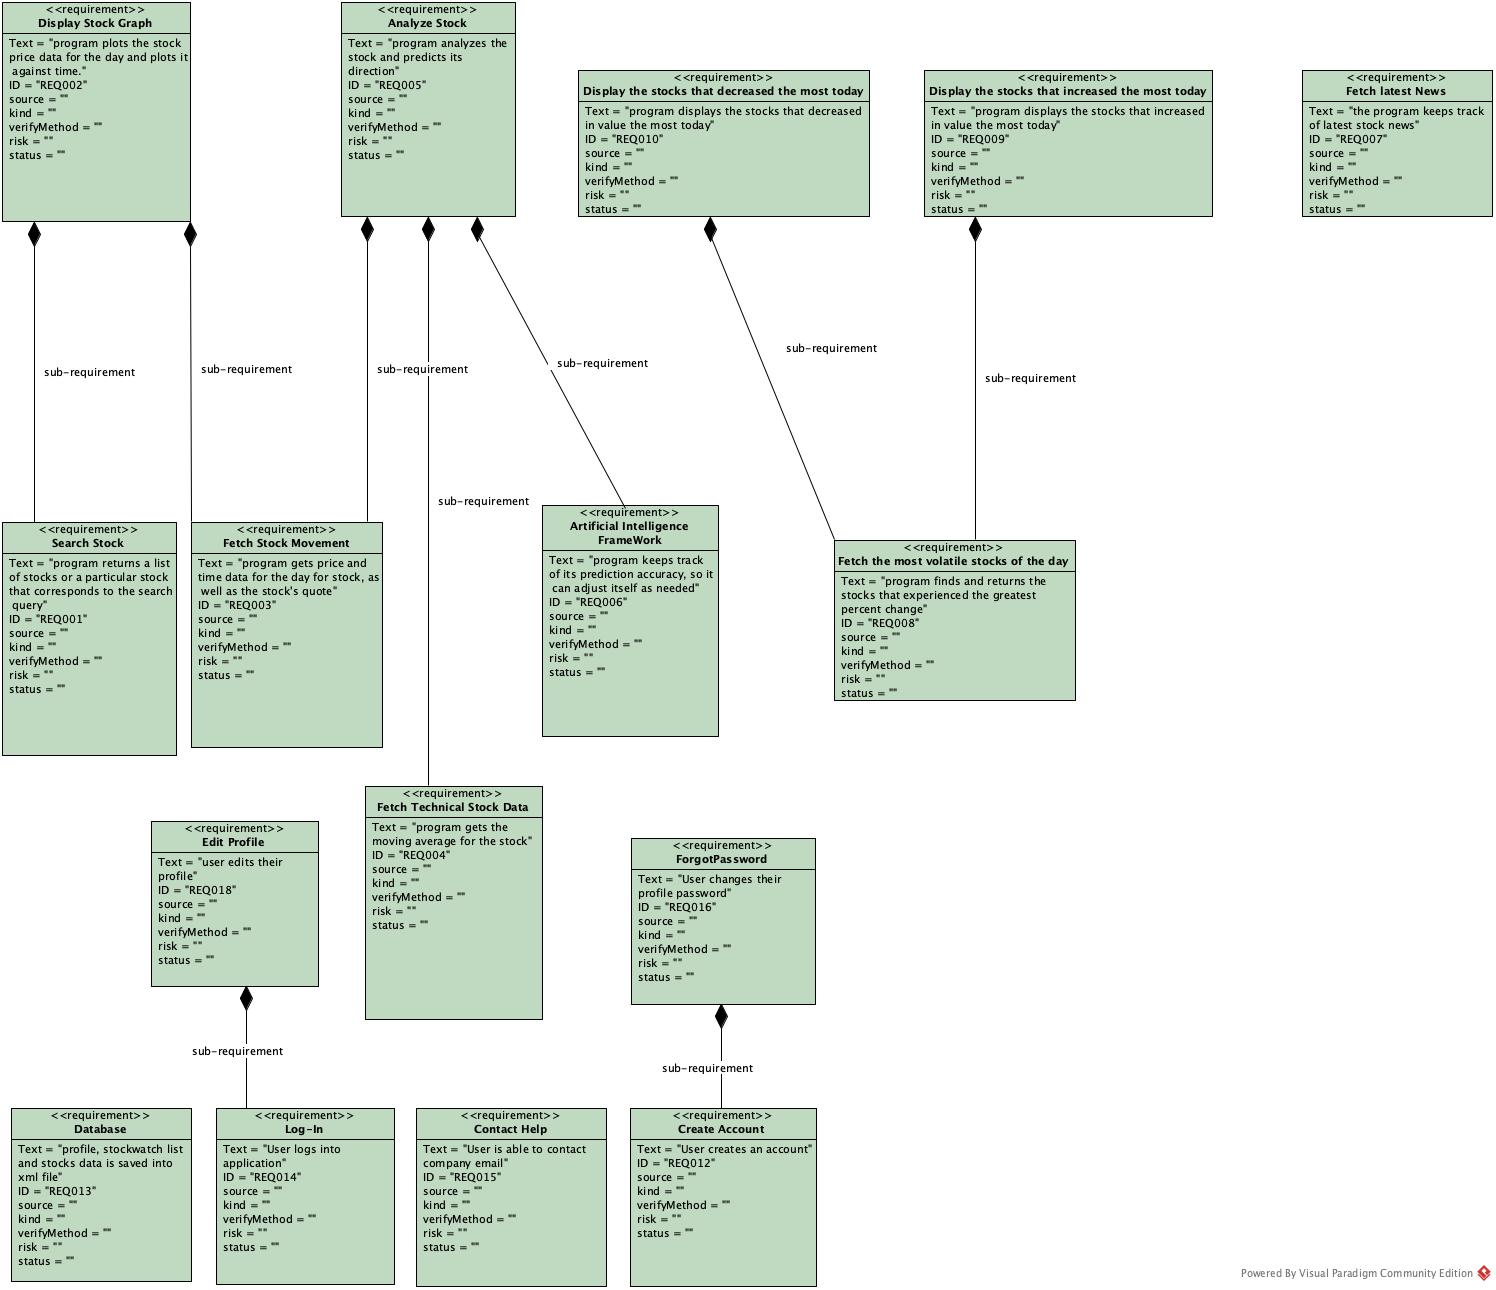 <<requirement>>
Display Stock Graph
Text = "program plots the stock
price data for the day and plots it
against time."
ID = "REQ002"
source = ""
kind = ""
verifyMethod = ""
risk = ""
status = ""
<<requirement>>
Analyze Stock
Text = "program analyzes the
stock and predicts its
direction"
ID = "REQ005"
source = ""
kind = ""
verifyMethod = ""
risk = ""
status = ""
<<requirement>>
Display the stocks that decreased the most today
Text = "program displays the stocks that decreased
in value the most today"
ID = "REQ010"
source = ""
kind = ""
verifyMethod = ""
risk = ""
status = ""
<<requirement>>
Display the stocks that increased the most today
Text = "program displays the stocks that increased
in value the most today"
ID = "REQ009"
source = ""
kind = ""
verifyMethod = ""
risk = ""
status = ""
<<requirement>>
Fetch latest News
Text = "the program keeps track
of latest stock news"
ID = "REQ007"
source = ""
kind = ""
verifyMethod = ""
risk = ""
status = ""
sub-requirement
sub-requirement
sub-requirement
sub-requirement
sub-requirement
sub-requirement
sub-requirement
<<requirement>>
Search Stock
Text = "program returns a list
of stocks or a particular stock
that corresponds to the search
query"
ID = "REQ001"
source = ""
kind = ""
verifyMethod = ""
risk = ""
status = ""
<<requirement>>
Fetch Stock Movement
Text = "program gets price and
time data for the day for stock, as
well as the stock's quote"
ID = "REQ003"
source = ""
kind = ""
verifyMethod = ""
risk = ""
status = ""
<<requirement>>
Artificial Intelligence
FrameWork
Text = "program keeps track
of its prediction accuracy, so it
can adjust itself as needed"
ID = "REQ006"
source = ""
kind = ""
verifyMethod = ""
risk = ""
status = ""
<<requirement>>
Fetch the most volatile stocks of the day
Text = "program finds and returns the
stocks that experienced the greatest
percent change"
ID = "REQ008"
source = ""
kind = ""
verifyMethod = ""
risk = ""
status = ""
<<requirement>>
Edit Profile
Text = "user edits their
profile"
ID = "REQ018"
source = ""
kind = ""
verifyMethod = ""
risk = ""
status = ""
<<requirement>>
Fetch Technical Stock Data
Text = "program gets the
moving average for the stock"
ID = "REQ004"
source = ""
kind = ""
verifyMethod = ""
risk = ""
status = ""
<<requirement>>
ForgotPassword
Text = "User changes their
profile password"
ID = "REQ016"
source = ""
kind = ""
verifyMethod = ""
risk = ""
status = ""
sub-requirement
sub-requirement
<<requirement>>
Database
Text = "profile, stockwatch list
and stocks data is saved into
xml file"
ID = "REQ013"
source = ""
kind = ""
verifyMethod = ""
risk = ""
status = ""
<<requirement>>
Log-In
Text = "User logs into
application"
ID = "REQ014"
source = ""
kind = ""
verifyMethod = ""
risk = ""
status = ""
<<requirement>>
Contact Help
Text = "User is able to contact
company email"
ID = "REQ015"
source = ""
kind = ""
verifyMethod = ""
risk = ""
status = ""
<<requirement>>
Create Account
Text = "User creates an account"
ID = "REQ012"
source = ""
kind = ""
verifyMethod = ""
risk = ""
status = ""
Powered By Visual Paradigm Community Edition